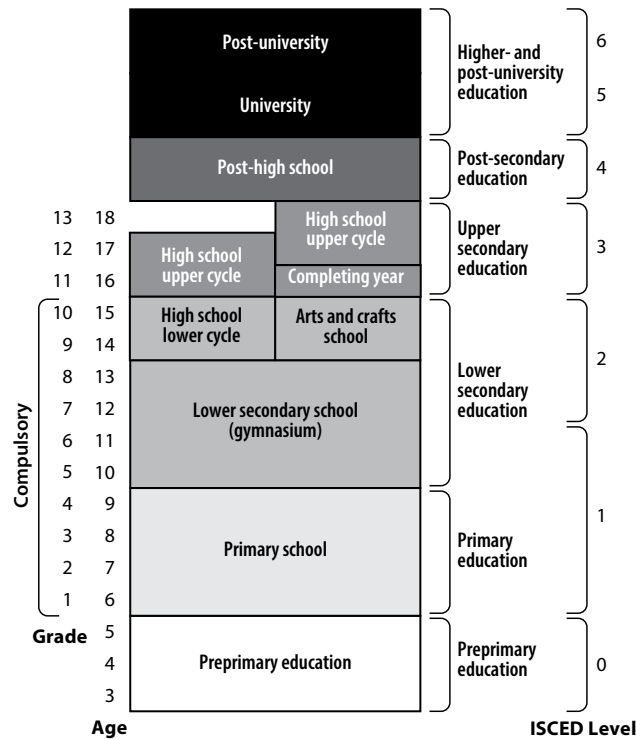 Post-university
Higher- and
post-university
education
6
University
5
Post-high school
Post-secondary
education
4
13 18
High school
upper cycle
Upper
secondary
education
3
12 17
High school
upper cycle
11 16
Completing year
10 15
High school
lower cycle
Arts and crafts
school
9 14
2
8 13
Lower
secondary
education
7 12
Lower secondary school
(gymnasium)
6 11
5 10
Compulsory
4 9
1
3 8
Primary school
Primary
education
2 7
1 6
Grade
5
4
Preprimary education
Preprimary
education
0
3
Age
ISCED Level